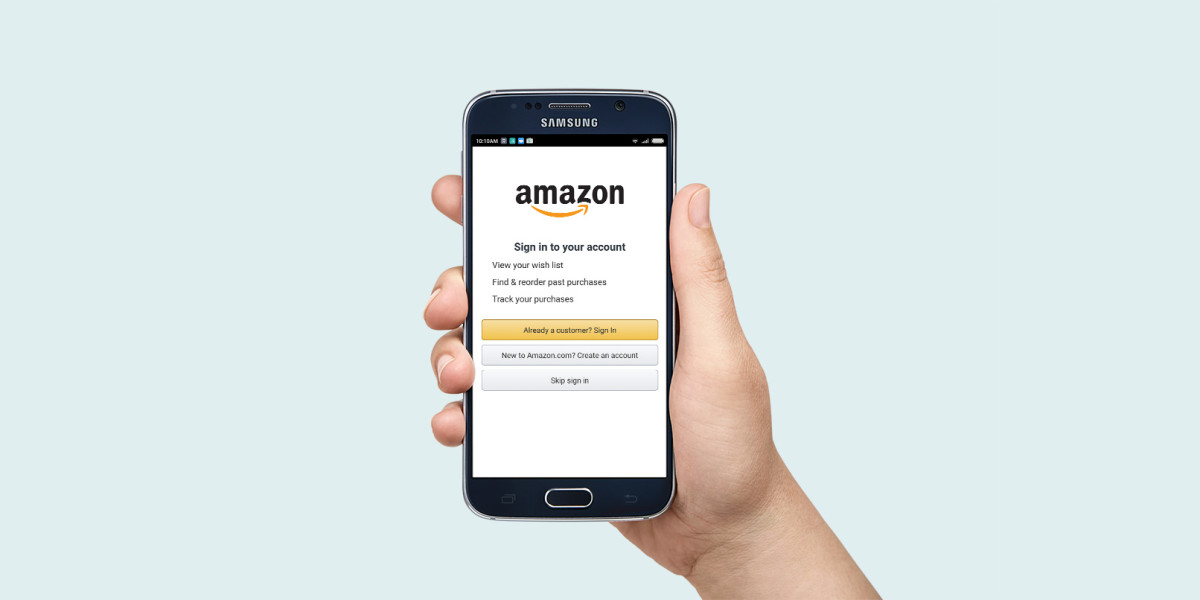 SAMSUNG
10:10AM
amazon
Sign in to your account
View your wish list
Find & reorder past purchases
Track your purchases
Already a customer? Sign In
New to Amazon.com? Create an account
Skip sign in